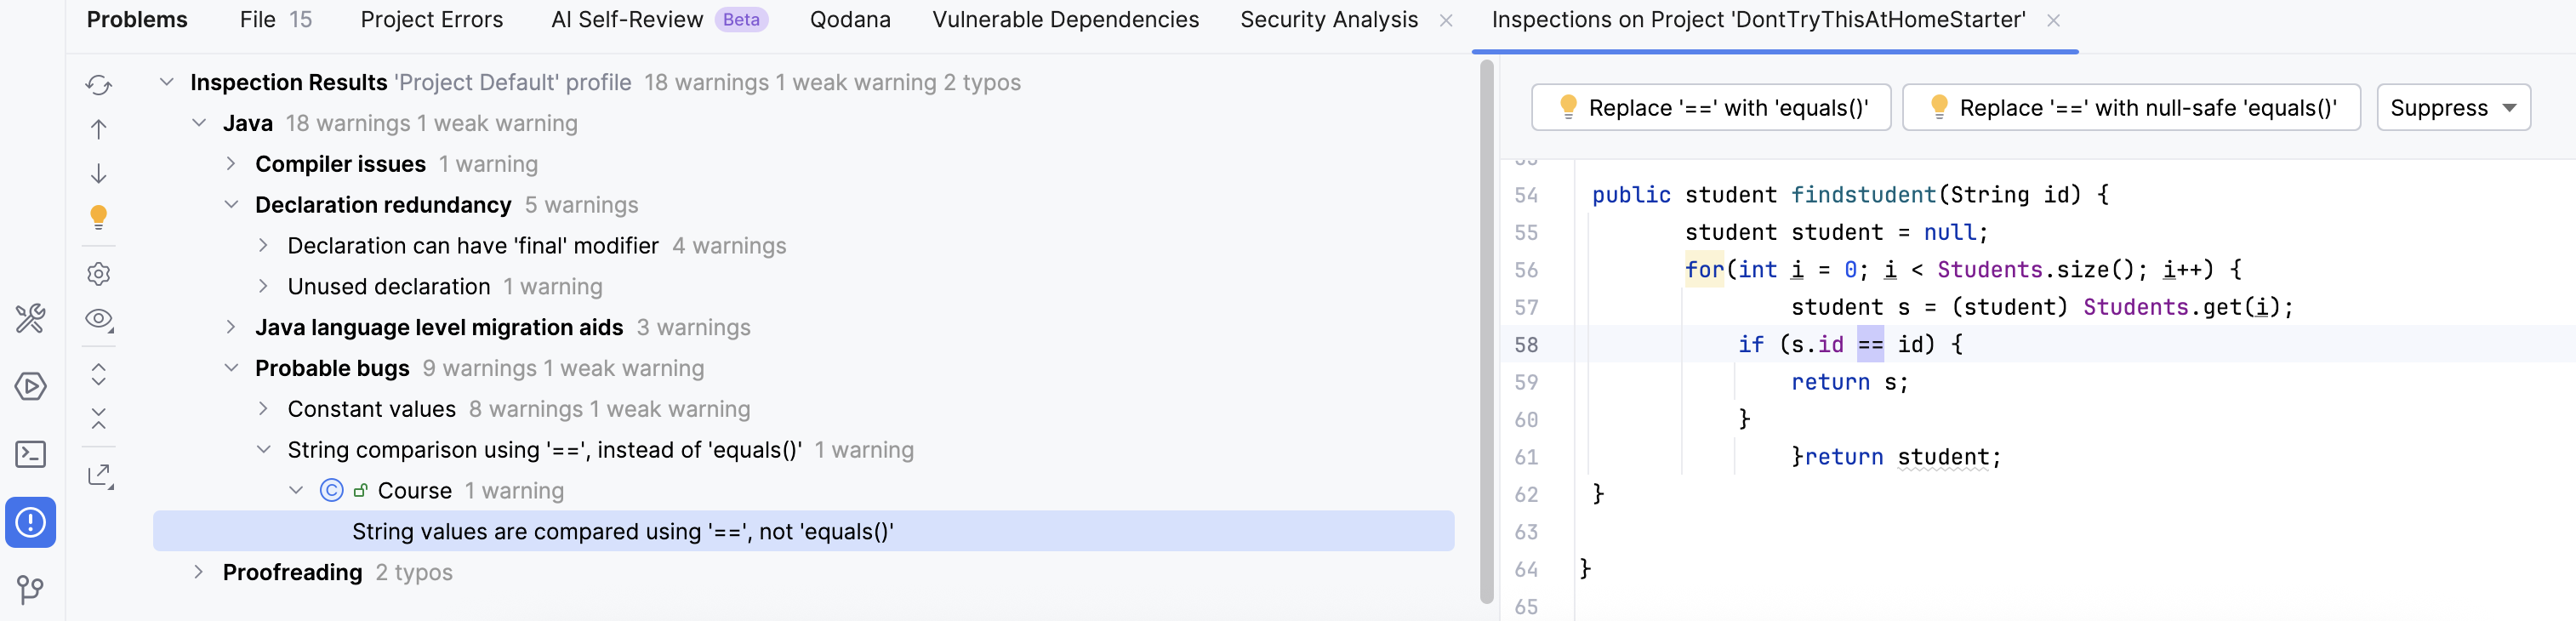 Problems File 15 Project Errors AI Self-Review Beta Qodana Vulnerable Dependencies Security Analysis Inspections on Project 'DontTryThisAtHomeStarter'
Inspection Results 'Project Default' profile 18 warnings 1 weak warning 2 typos
Java 18 warnings 1 weak warning
Compiler issues 1 warning
Declaration redundancy 5 warnings
Declaration can have 'final' modifier 4 warnings
Unused declaration 1 warning
Java language level migration aids 3 warnings
Probable bugs 9 warnings 1 weak warning
Constant values 8 warnings 1 weak warning
String comparison using '==', instead of 'equals()' 1 warning
C Course 1 warning
String values are compared using '==', not 'equals()'
Proofreading 2 typos
Replace '==' with 'equals()' Replace '==' with null-safe 'equals()' Suppress
53
54 public student findstudent(String id) {
55 student student = null;
56 for(int i = 0; i < Students.size(); i++) {
57 student s = (student) Students.get(i);
58 if (s.id == id) {
59 return s;
60 }
61 }return student;
62 }
63
64 }
65